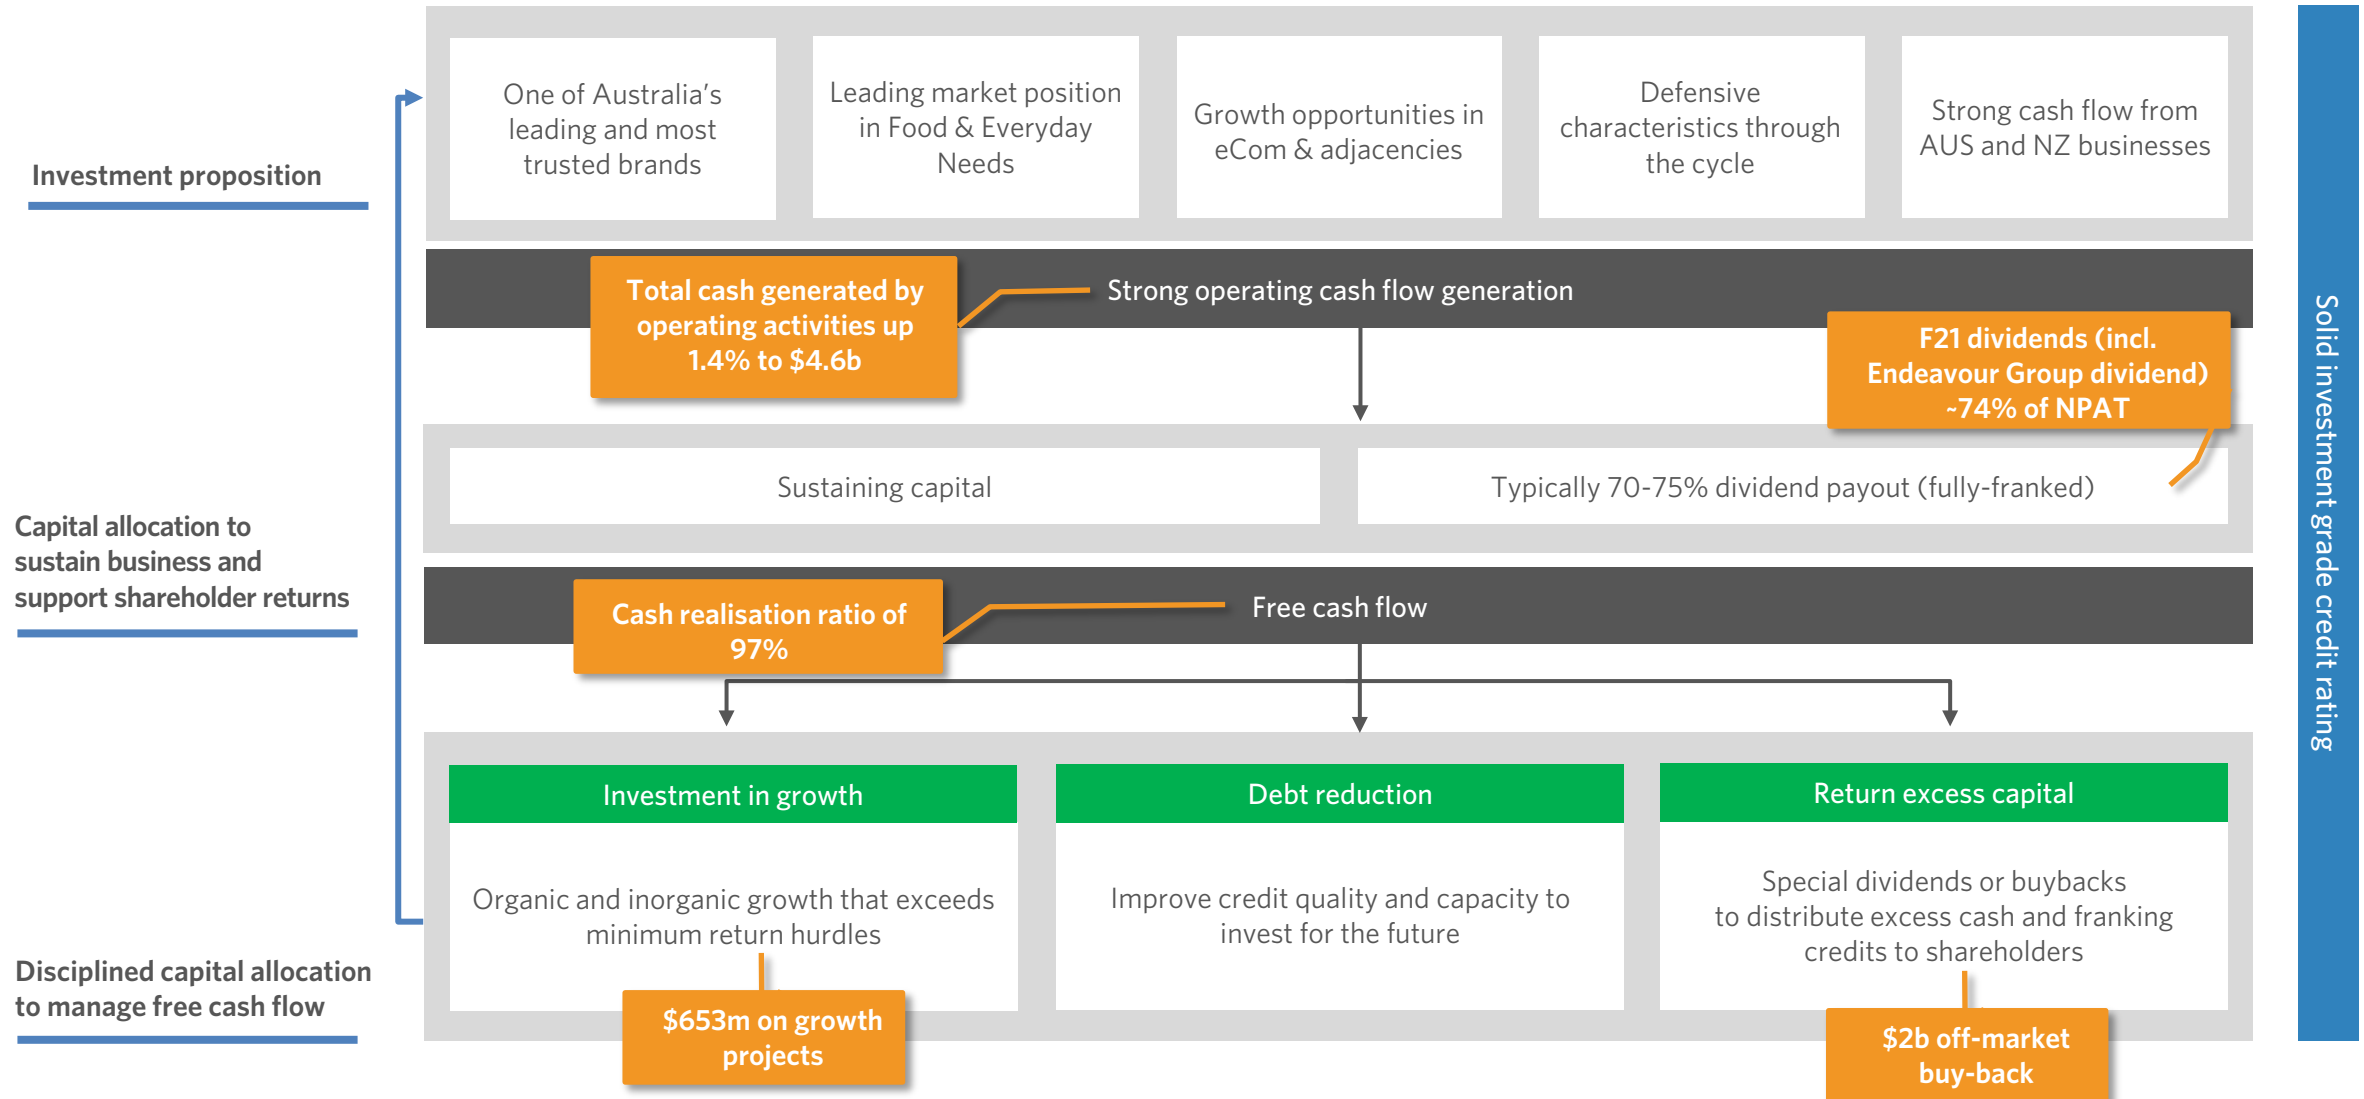 Investment proposition
One of Australia's
leading and most
trusted brands
Leading market position
in Food & Everyday
Needs
Growth opportunities in
eCom & adjacencies
Defensive
characteristics through
the cycle
Strong cash flow from
AUS and NZ businesses
Total cash generated by
operating activities up
1.4% to $4.6b
Strong operating cash flow generation
F21 dividends (incl.
Endeavour Group dividend)
~74% of NPAT
Capital allocation to
sustain business and
support shareholder returns
Sustaining capital
Typically 70-75% dividend payout (fully-franked)
Cash realisation ratio of
97%
Free cash flow
Disciplined capital allocation
to manage free cash flow
Investment in growth
Organic and inorganic growth that exceeds
minimum return hurdles
$653m on growth
projects
Debt reduction
Improve credit quality and capacity to
invest for the future
Return excess capital
Special dividends or buybacks
to distribute excess cash and franking
credits to shareholders
$2b off-market
buy-back
Solid investment grade credit rating